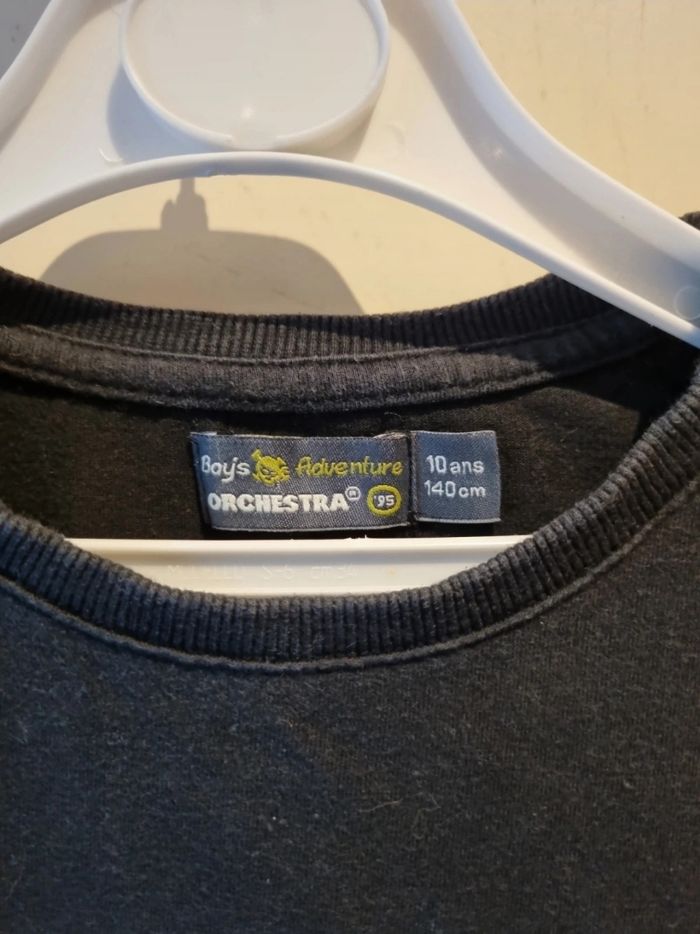 Boy's Adventure
ORCHESTRA® '95
10 ans
140 cm